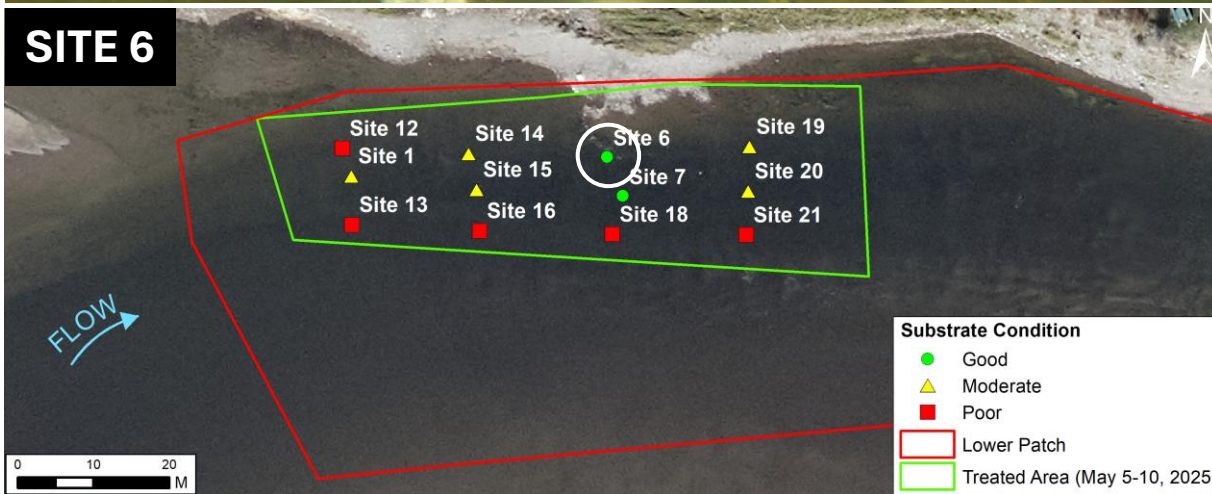 SITE 6
N
Site 12
Site 14
Site 6
Site 19
Site 1
Site 15
Site 7
Site 20
Site 13
Site 16
Site 18
Site 21
FLOW
Substrate Condition
Good
Moderate
Poor
Lower Patch
Treated Area (May 5-10, 2025
0 10 20
M